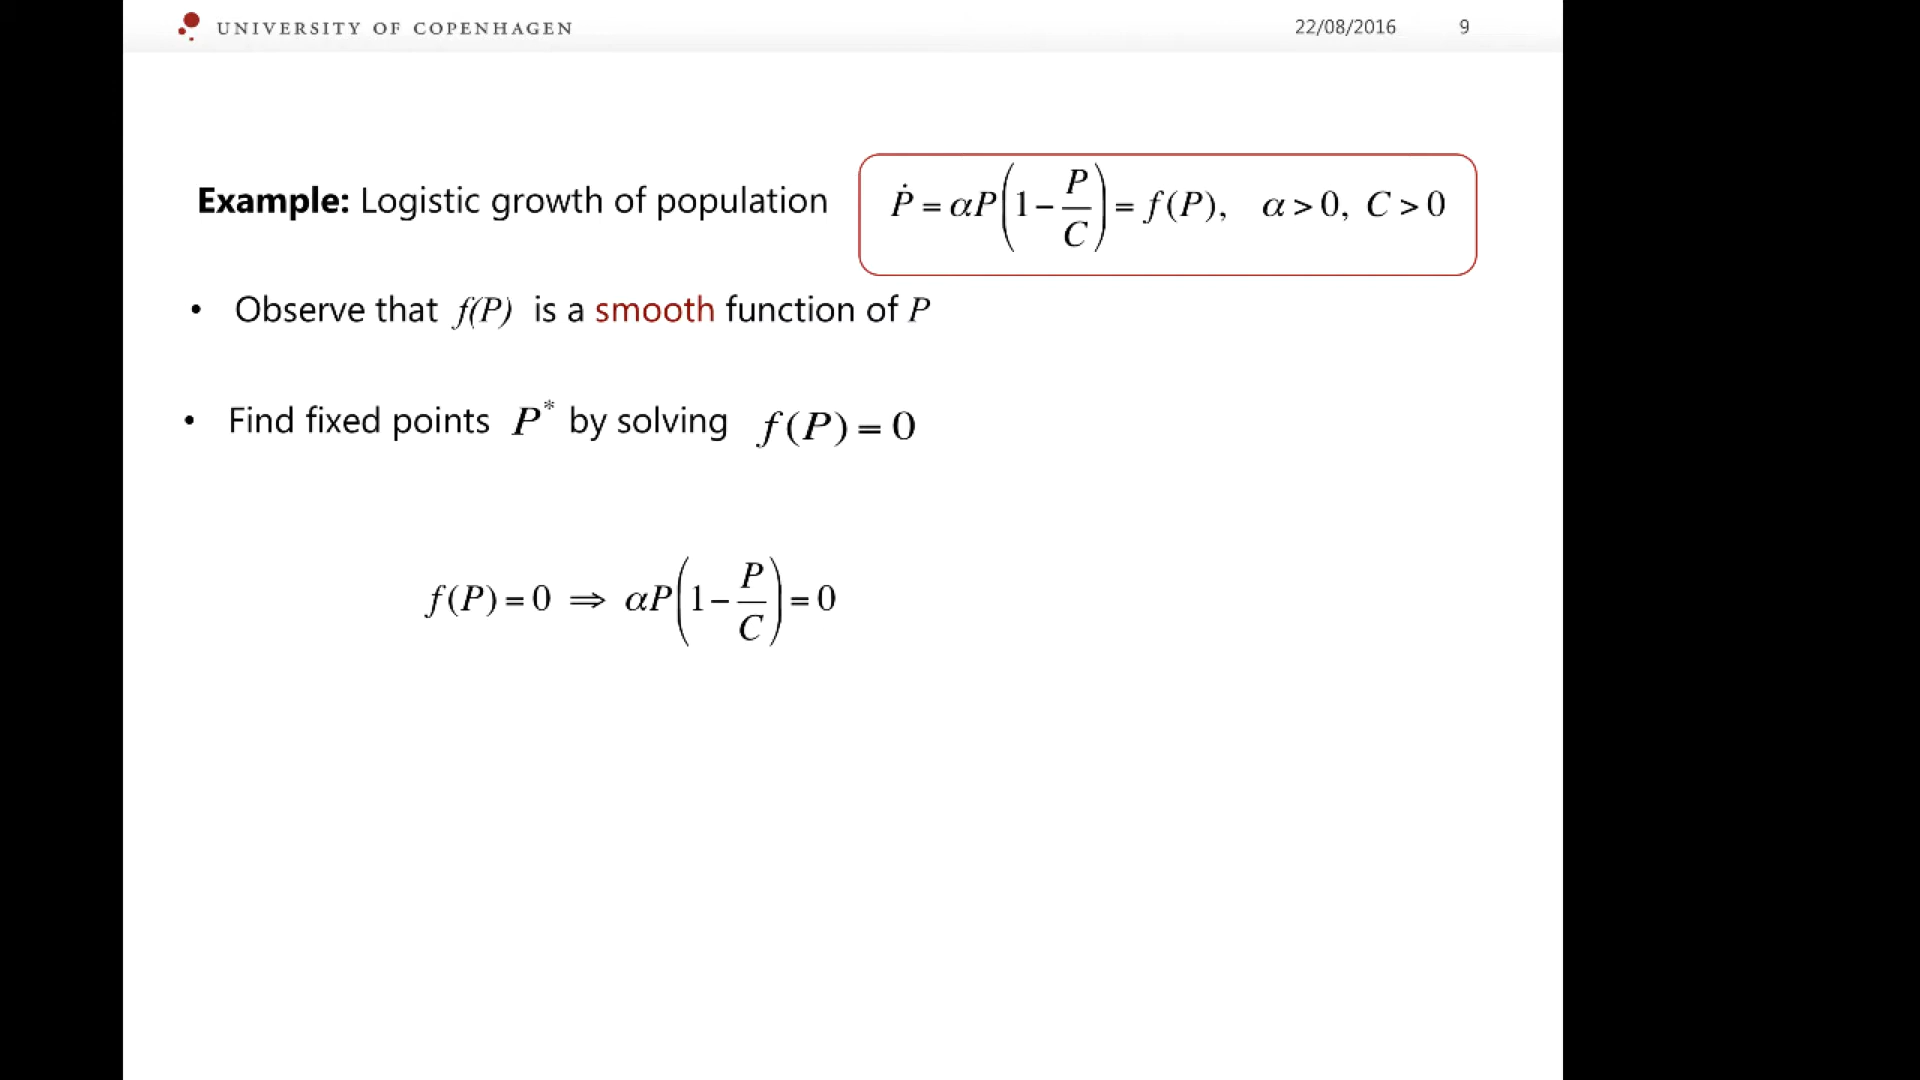 UNIVERSITY OF COPENHAGEN 22/08/2016 9
Example: Logistic growth of population Ṗ = αP(1 − P/C) = f(P), α > 0, C > 0
• Observe that f(P) is a smooth function of P
• Find fixed points P* by solving f(P) = 0
f(P) = 0 ⇒ αP(1 − P/C) = 0